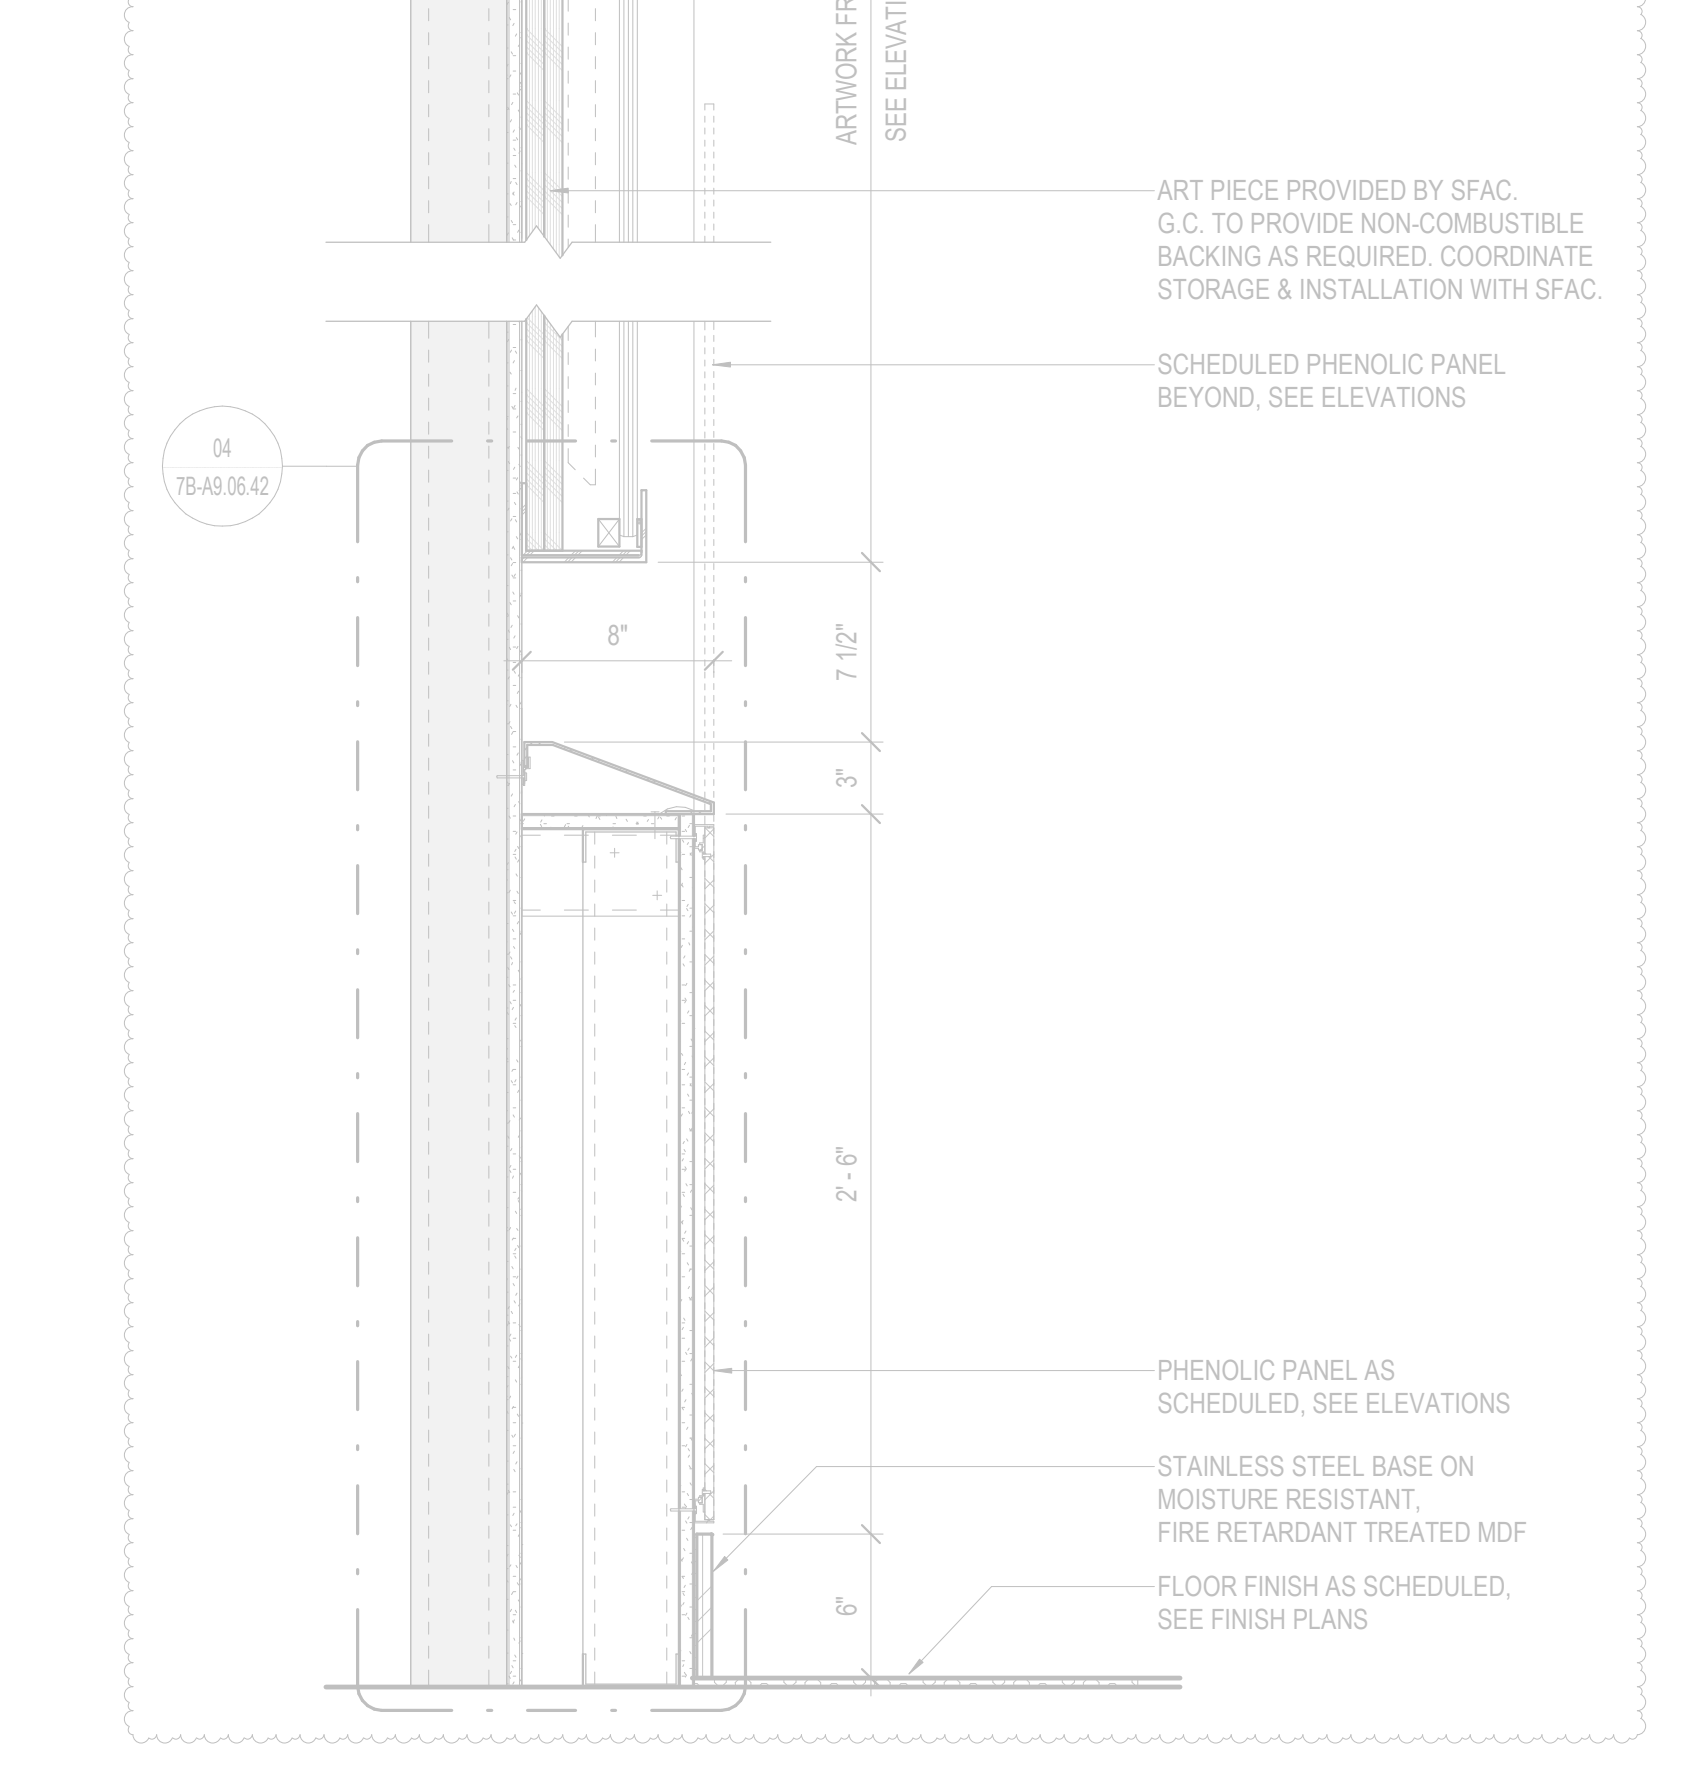 ARTWORK FR
SEE ELEVATI
ART PIECE PROVIDED BY SFAC.
G.C. TO PROVIDE NON-COMBUSTIBLE
BACKING AS REQUIRED. COORDINATE
STORAGE & INSTALLATION WITH SFAC.
SCHEDULED PHENOLIC PANEL
BEYOND, SEE ELEVATIONS
04
7B-A9.06.42
8"
7 1/2"
3"
2' - 6"
PHENOLIC PANEL AS
SCHEDULED, SEE ELEVATIONS
STAINLESS STEEL BASE ON
MOISTURE RESISTANT,
FIRE RETARDANT TREATED MDF
6"
FLOOR FINISH AS SCHEDULED,
SEE FINISH PLANS